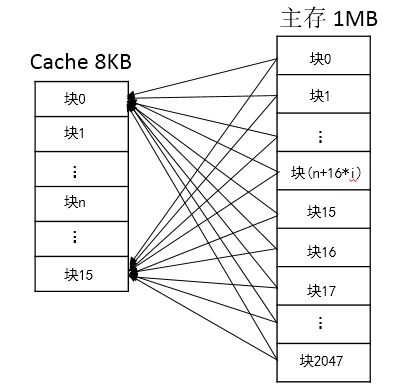 主存 1MB
Cache 8KB
块0
块1
⋮
块n
⋮
块15
块0
块1
⋮
块(n+16*i)
块15
块16
块17
⋮
块2047